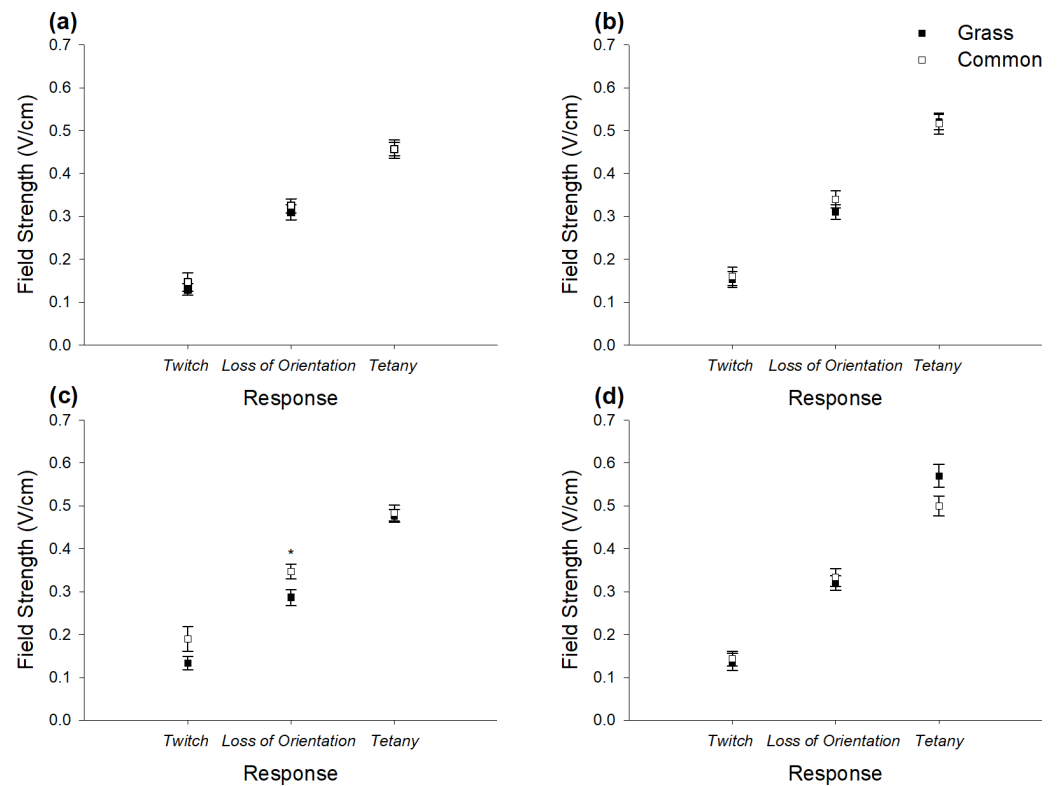 (a)
0.7
0.6
0.5
0.4
0.3
0.2
0.1
0.0
Field Strength (V/cm)
Twitch Loss of Orientation Tetany
Response
(b)
Grass
Common
0.7
0.6
0.5
0.4
0.3
0.2
0.1
0.0
Field Strength (V/cm)
Twitch Loss of Orientation Tetany
Response
(c)
0.7
0.6
0.5
0.4
0.3
0.2
0.1
0.0
Field Strength (V/cm)
*
Twitch Loss of Orientation Tetany
Response
(d)
0.7
0.6
0.5
0.4
0.3
0.2
0.1
0.0
Field Strength (V/cm)
Twitch Loss of Orientation Tetany
Response